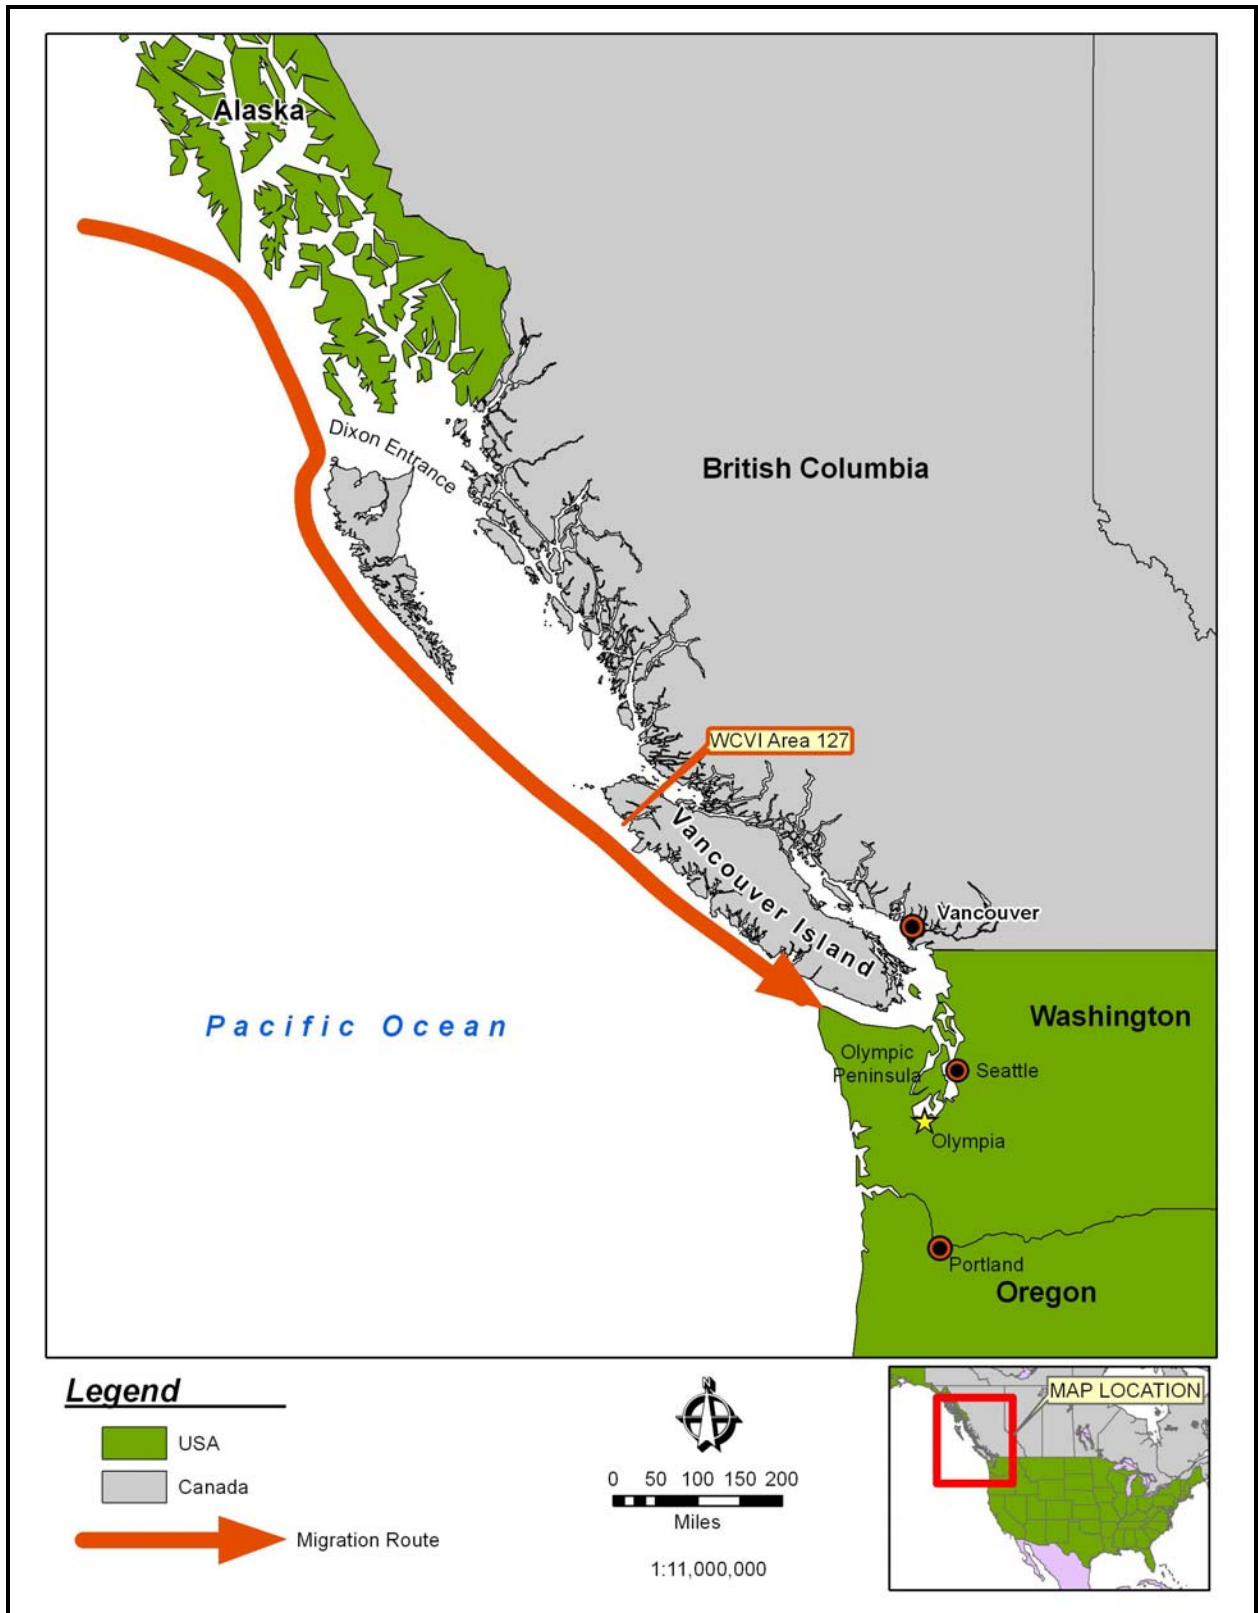 Alaska
Dixon Entrance
British Columbia
WCVI Area 127
Vancouver Island
Vancouver
Pacific Ocean
Washington
Olympic
Peninsula
Seattle
Olympia
Portland
Oregon
Legend
USA
Canada
Migration Route
N
0 50 100 150 200
Miles
1:11,000,000
MAP LOCATION